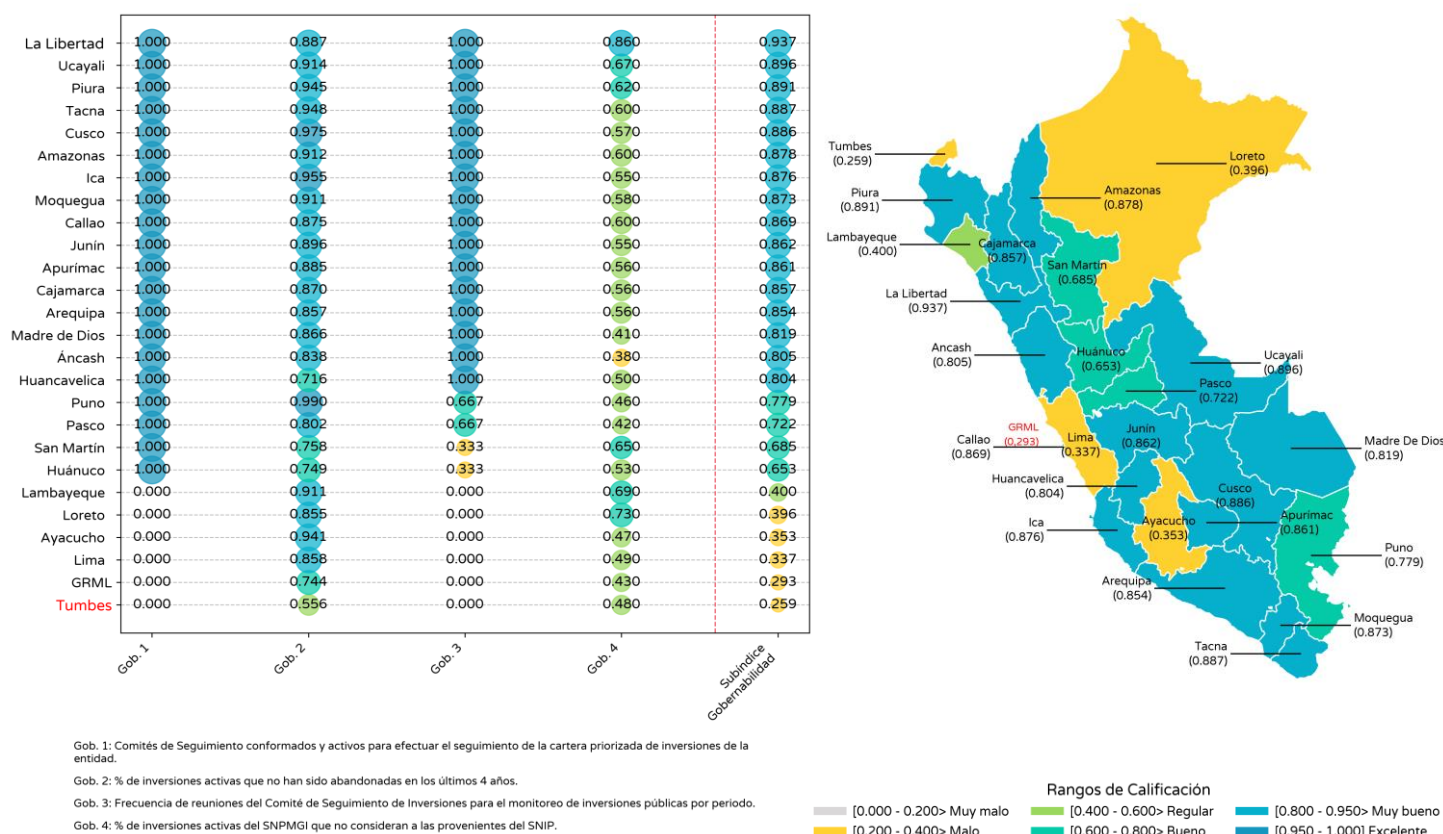 La Libertad 1.000 0.887 1.000 0.860 0.937
Ucayali 1.000 0.914 1.000 0.670 0.896
Piura 1.000 0.945 1.000 0.620 0.891
Tacna 1.000 0.948 1.000 0.600 0.887
Cusco 1.000 0.975 1.000 0.570 0.886
Amazonas 1.000 0.912 1.000 0.600 0.878
Ica 1.000 0.955 1.000 0.550 0.876
Moquegua 1.000 0.911 1.000 0.580 0.873
Callao 1.000 0.875 1.000 0.600 0.869
Junín 1.000 0.896 1.000 0.550 0.862
Apurímac 1.000 0.885 1.000 0.560 0.861
Cajamarca 1.000 0.870 1.000 0.560 0.857
Arequipa 1.000 0.857 1.000 0.560 0.854
Madre de Dios 1.000 0.866 1.000 0.410 0.819
Áncash 1.000 0.838 1.000 0.380 0.805
Huancavelica 1.000 0.716 1.000 0.500 0.804
Puno 1.000 0.990 0.667 0.460 0.779
Pasco 1.000 0.802 0.667 0.420 0.722
San Martín 1.000 0.758 0.333 0.650 0.685
Huánuco 1.000 0.749 0.333 0.530 0.653
Lambayeque 0.000 0.911 0.000 0.690 0.400
Loreto 0.000 0.855 0.000 0.730 0.396
Ayacucho 0.000 0.941 0.000 0.470 0.353
Lima 0.000 0.858 0.000 0.490 0.337
GRML 0.000 0.744 0.000 0.430 0.293
Tumbes 0.000 0.556 0.000 0.480 0.259
Gob. 1
Gob. 2
Gob. 3
Gob. 4
Subíndice
Gobernabilidad
Gob. 1: Comités de Seguimiento conformados y activos para efectuar el seguimiento de la cartera priorizada de inversiones de la
entidad.
Gob. 2: % de inversiones activas que no han sido abandonadas en los últimos 4 años.
Gob. 3: Frecuencia de reuniones del Comité de Seguimiento de Inversiones para el monitoreo de inversiones públicas por periodo.
Gob. 4: % de inversiones activas del SNPMGI que no consideran a las provenientes del SNIP.
Tumbes
(0.259)
Loreto
(0.396)
Piura
(0.891)
Amazonas
(0.878)
Lambayeque
(0.400)
Cajamarca
(0.857)
San Martín
(0.685)
La Libertad
(0.937)
Ancash
(0.805)
Huánuco
(0.653)
Ucayali
(0.896)
Pasco
(0.722)
GRML
(0,293)
Callao
(0.869)
Lima
(0.337)
Junín
(0.862)
Madre De Dios
(0.819)
Huancavelica
(0.804)
Cusco
(0.886)
Ica
(0.876)
Ayacucho
(0.353)
Apurímac
(0.861)
Puno
(0.779)
Arequipa
(0.854)
Moquegua
(0.873)
Tacna
(0.887)
Rangos de Calificación
[0.000 - 0.200> Muy malo
[0.400 - 0.600> Regular
[0.800 - 0.950> Muy bueno
[0.200 - 0.400> Malo
[0.600 - 0.800> Bueno
[0.950 - 1.000] Excelente